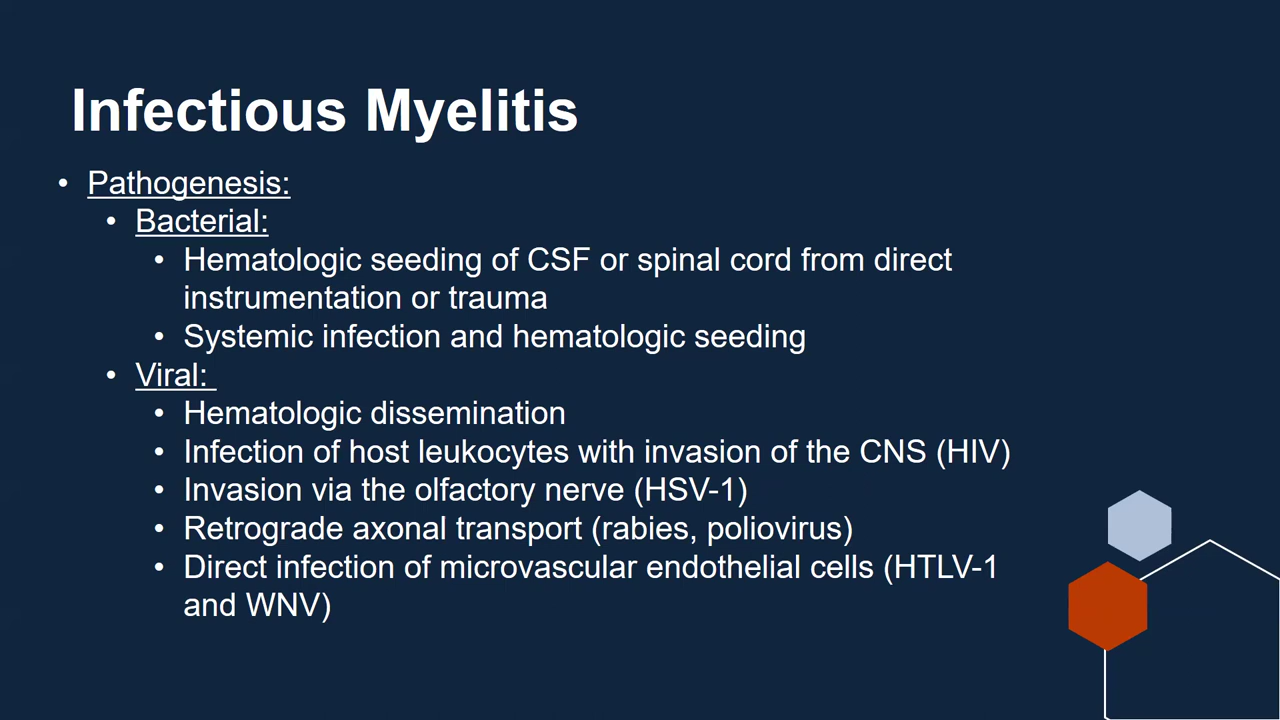 Infectious Myelitis
• Pathogenesis:
• Bacterial:
• Hematologic seeding of CSF or spinal cord from direct
instrumentation or trauma
• Systemic infection and hematologic seeding
• Viral:
• Hematologic dissemination
• Infection of host leukocytes with invasion of the CNS (HIV)
• Invasion via the olfactory nerve (HSV-1)
• Retrograde axonal transport (rabies, poliovirus)
• Direct infection of microvascular endothelial cells (HTLV-1
and WNV)